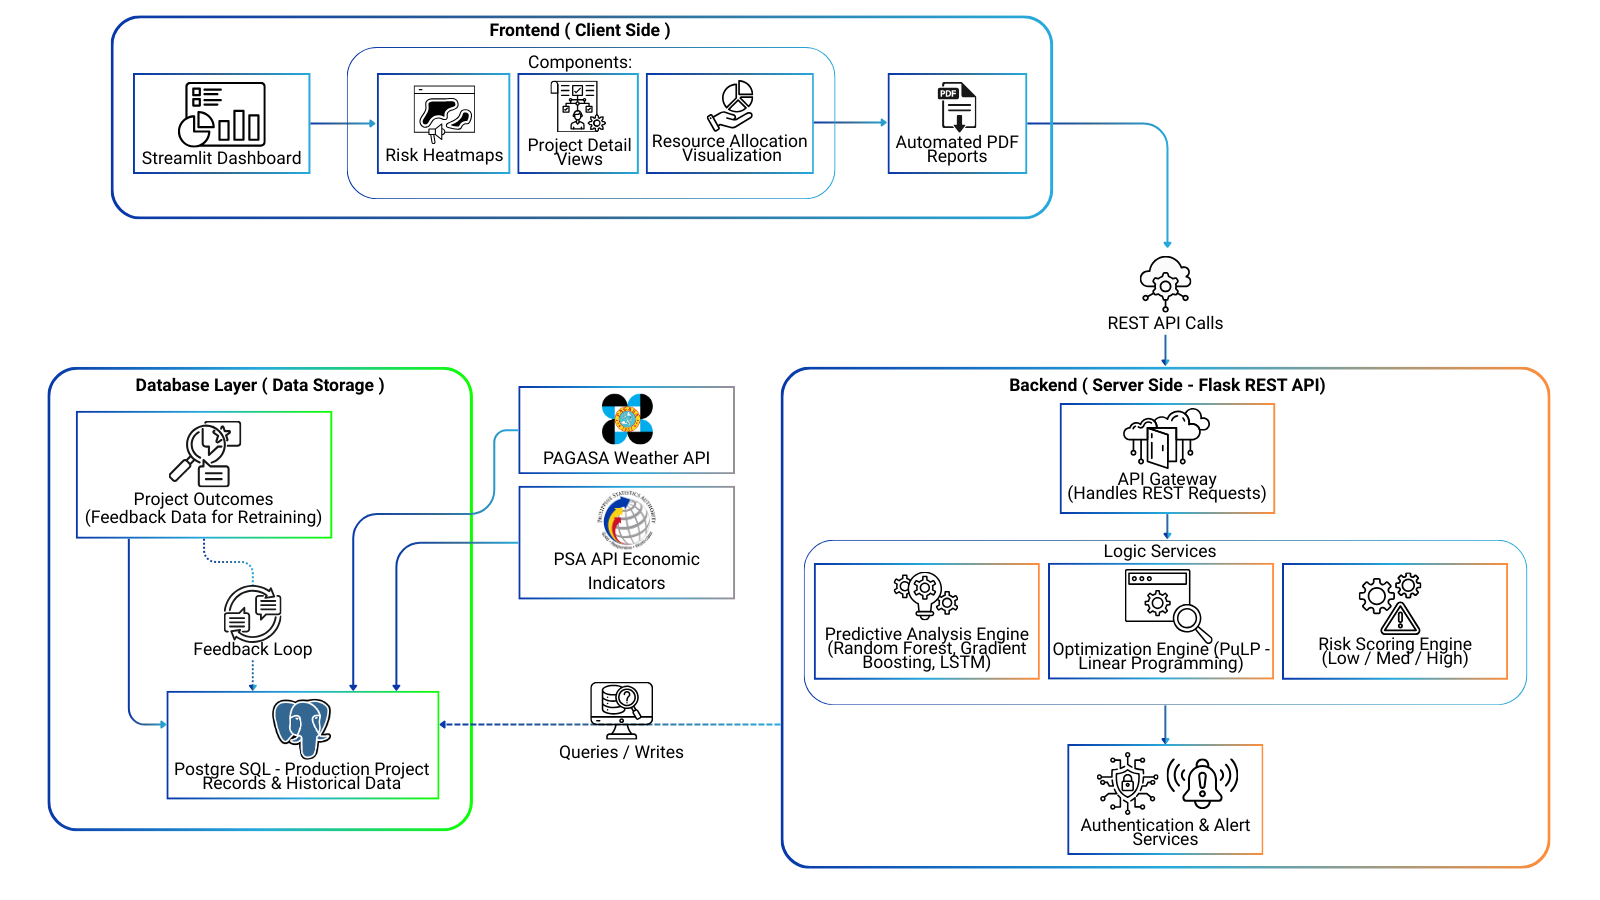 Frontend ( Client Side )
Components:
Streamlit Dashboard
Risk Heatmaps
Project Detail
Views
Resource Allocation
Visualization
PDF
Automated PDF
Reports
REST API Calls
Database Layer ( Data Storage )
Project Outcomes
(Feedback Data for Retraining)
Feedback Loop
Postgre SQL - Production Project
Records & Historical Data
PAGASA Weather API
PHILIPPINE STATISTICS AUTHORITY
PSA API Economic
Indicators
Queries / Writes
Backend ( Server Side - Flask REST API)
API Gateway
(Handles REST Requests)
Logic Services
Predictive Analysis Engine
(Random Forest, Gradient
Boosting, LSTM)
Optimization Engine (PuLP -
Linear Programming)
Risk Scoring Engine
(Low / Med / High)
Authentication & Alert
Services